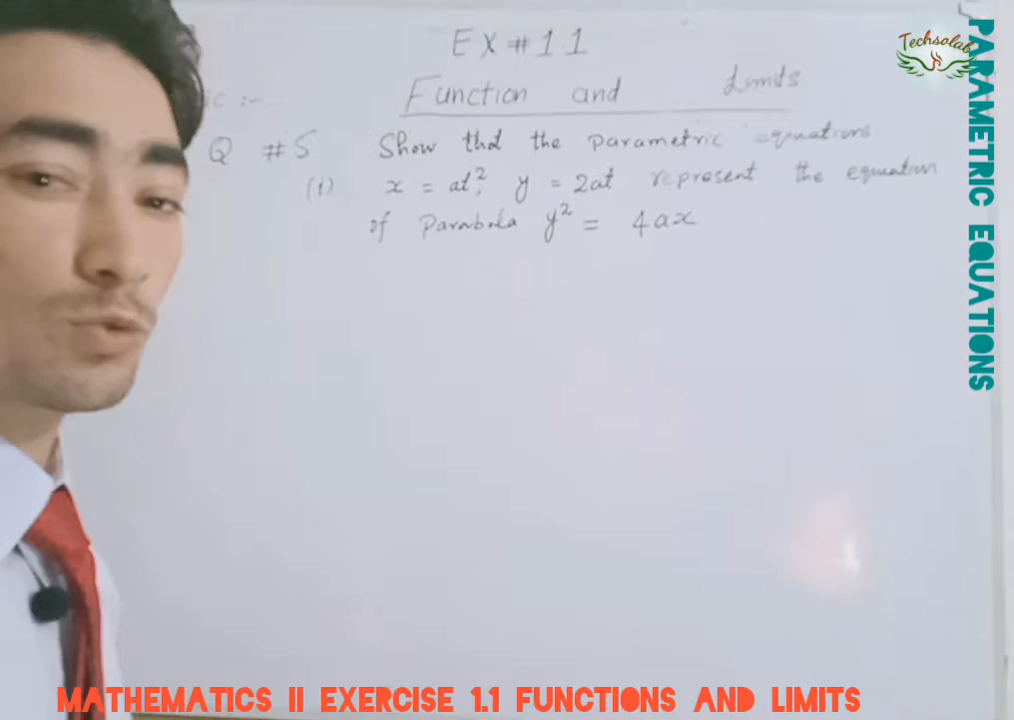 EX # 1.1
Function and Limits
Q # 5 Show that the parametric equations
(i) x = at², y = 2at represent the equation
of Parabola y² = 4ax
Techsolab
PARAMETRIC EQUATIONS
MATHEMATICS II EXERCISE 1.1 FUNCTIONS AND LIMITS